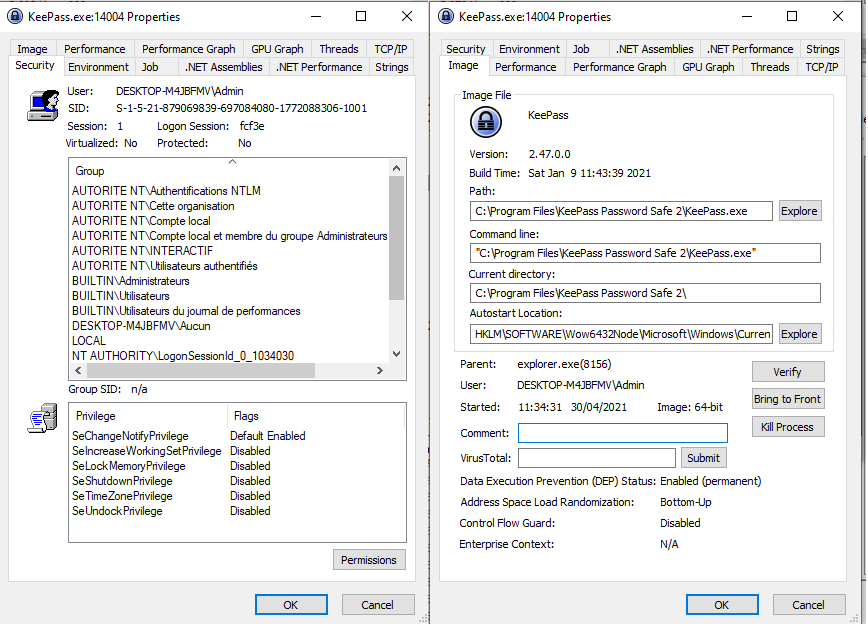 KeePass.exe:14004 Properties
Image Performance Performance Graph GPU Graph Threads TCP/IP
Security Environment Job .NET Assemblies .NET Performance Strings
User: DESKTOP-M4JBFMV\Admin
SID: S-1-5-21-879069839-697084080-1772088306-1001
Session: 1 Logon Session: fcf3e
Virtualized: No Protected: No
Group
AUTORITE NT\Authentifications NTLM
AUTORITE NT\Cette organisation
AUTORITE NT\Compte local
AUTORITE NT\Compte local et membre du groupe Administrateurs
AUTORITE NT\INTERACTIF
AUTORITE NT\Utilisateurs authentifiés
BUILTIN\Administrateurs
BUILTIN\Utilisateurs
BUILTIN\Utilisateurs du journal de performances
DESKTOP-M4JBFMV\Aucun
LOCAL
NT AUTHORITY\LogonSessionId_0_1034030
Group SID: n/a
Privilege Flags
SeChangeNotifyPrivilege Default Enabled
SeIncreaseWorkingSetPrivilege Disabled
SeLockMemoryPrivilege Disabled
SeShutdownPrivilege Disabled
SeTimeZonePrivilege Disabled
SeUndockPrivilege Disabled
Permissions
OK Cancel
KeePass.exe:14004 Properties
Security Environment Job .NET Assemblies .NET Performance Strings
Image Performance Performance Graph GPU Graph Threads TCP/IP
Image File
KeePass
Version: 2.47.0.0
Build Time: Sat Jan 9 11:43:39 2021
Path:
C:\Program Files\KeePass Password Safe 2\KeePass.exe Explore
Command line:
"C:\Program Files\KeePass Password Safe 2\KeePass.exe"
Current directory:
C:\Program Files\KeePass Password Safe 2\
Autostart Location:
HKLM\SOFTWARE\Wow6432Node\Microsoft\Windows\Curren Explore
Parent: explorer.exe(8156) Verify
User: DESKTOP-M4JBFMV\Admin Bring to Front
Started: 11:34:31 30/04/2021 Image: 64-bit
Comment: Kill Process
VirusTotal: Submit
Data Execution Prevention (DEP) Status: Enabled (permanent)
Address Space Load Randomization: Bottom-Up
Control Flow Guard: Disabled
Enterprise Context: N/A
OK Cancel